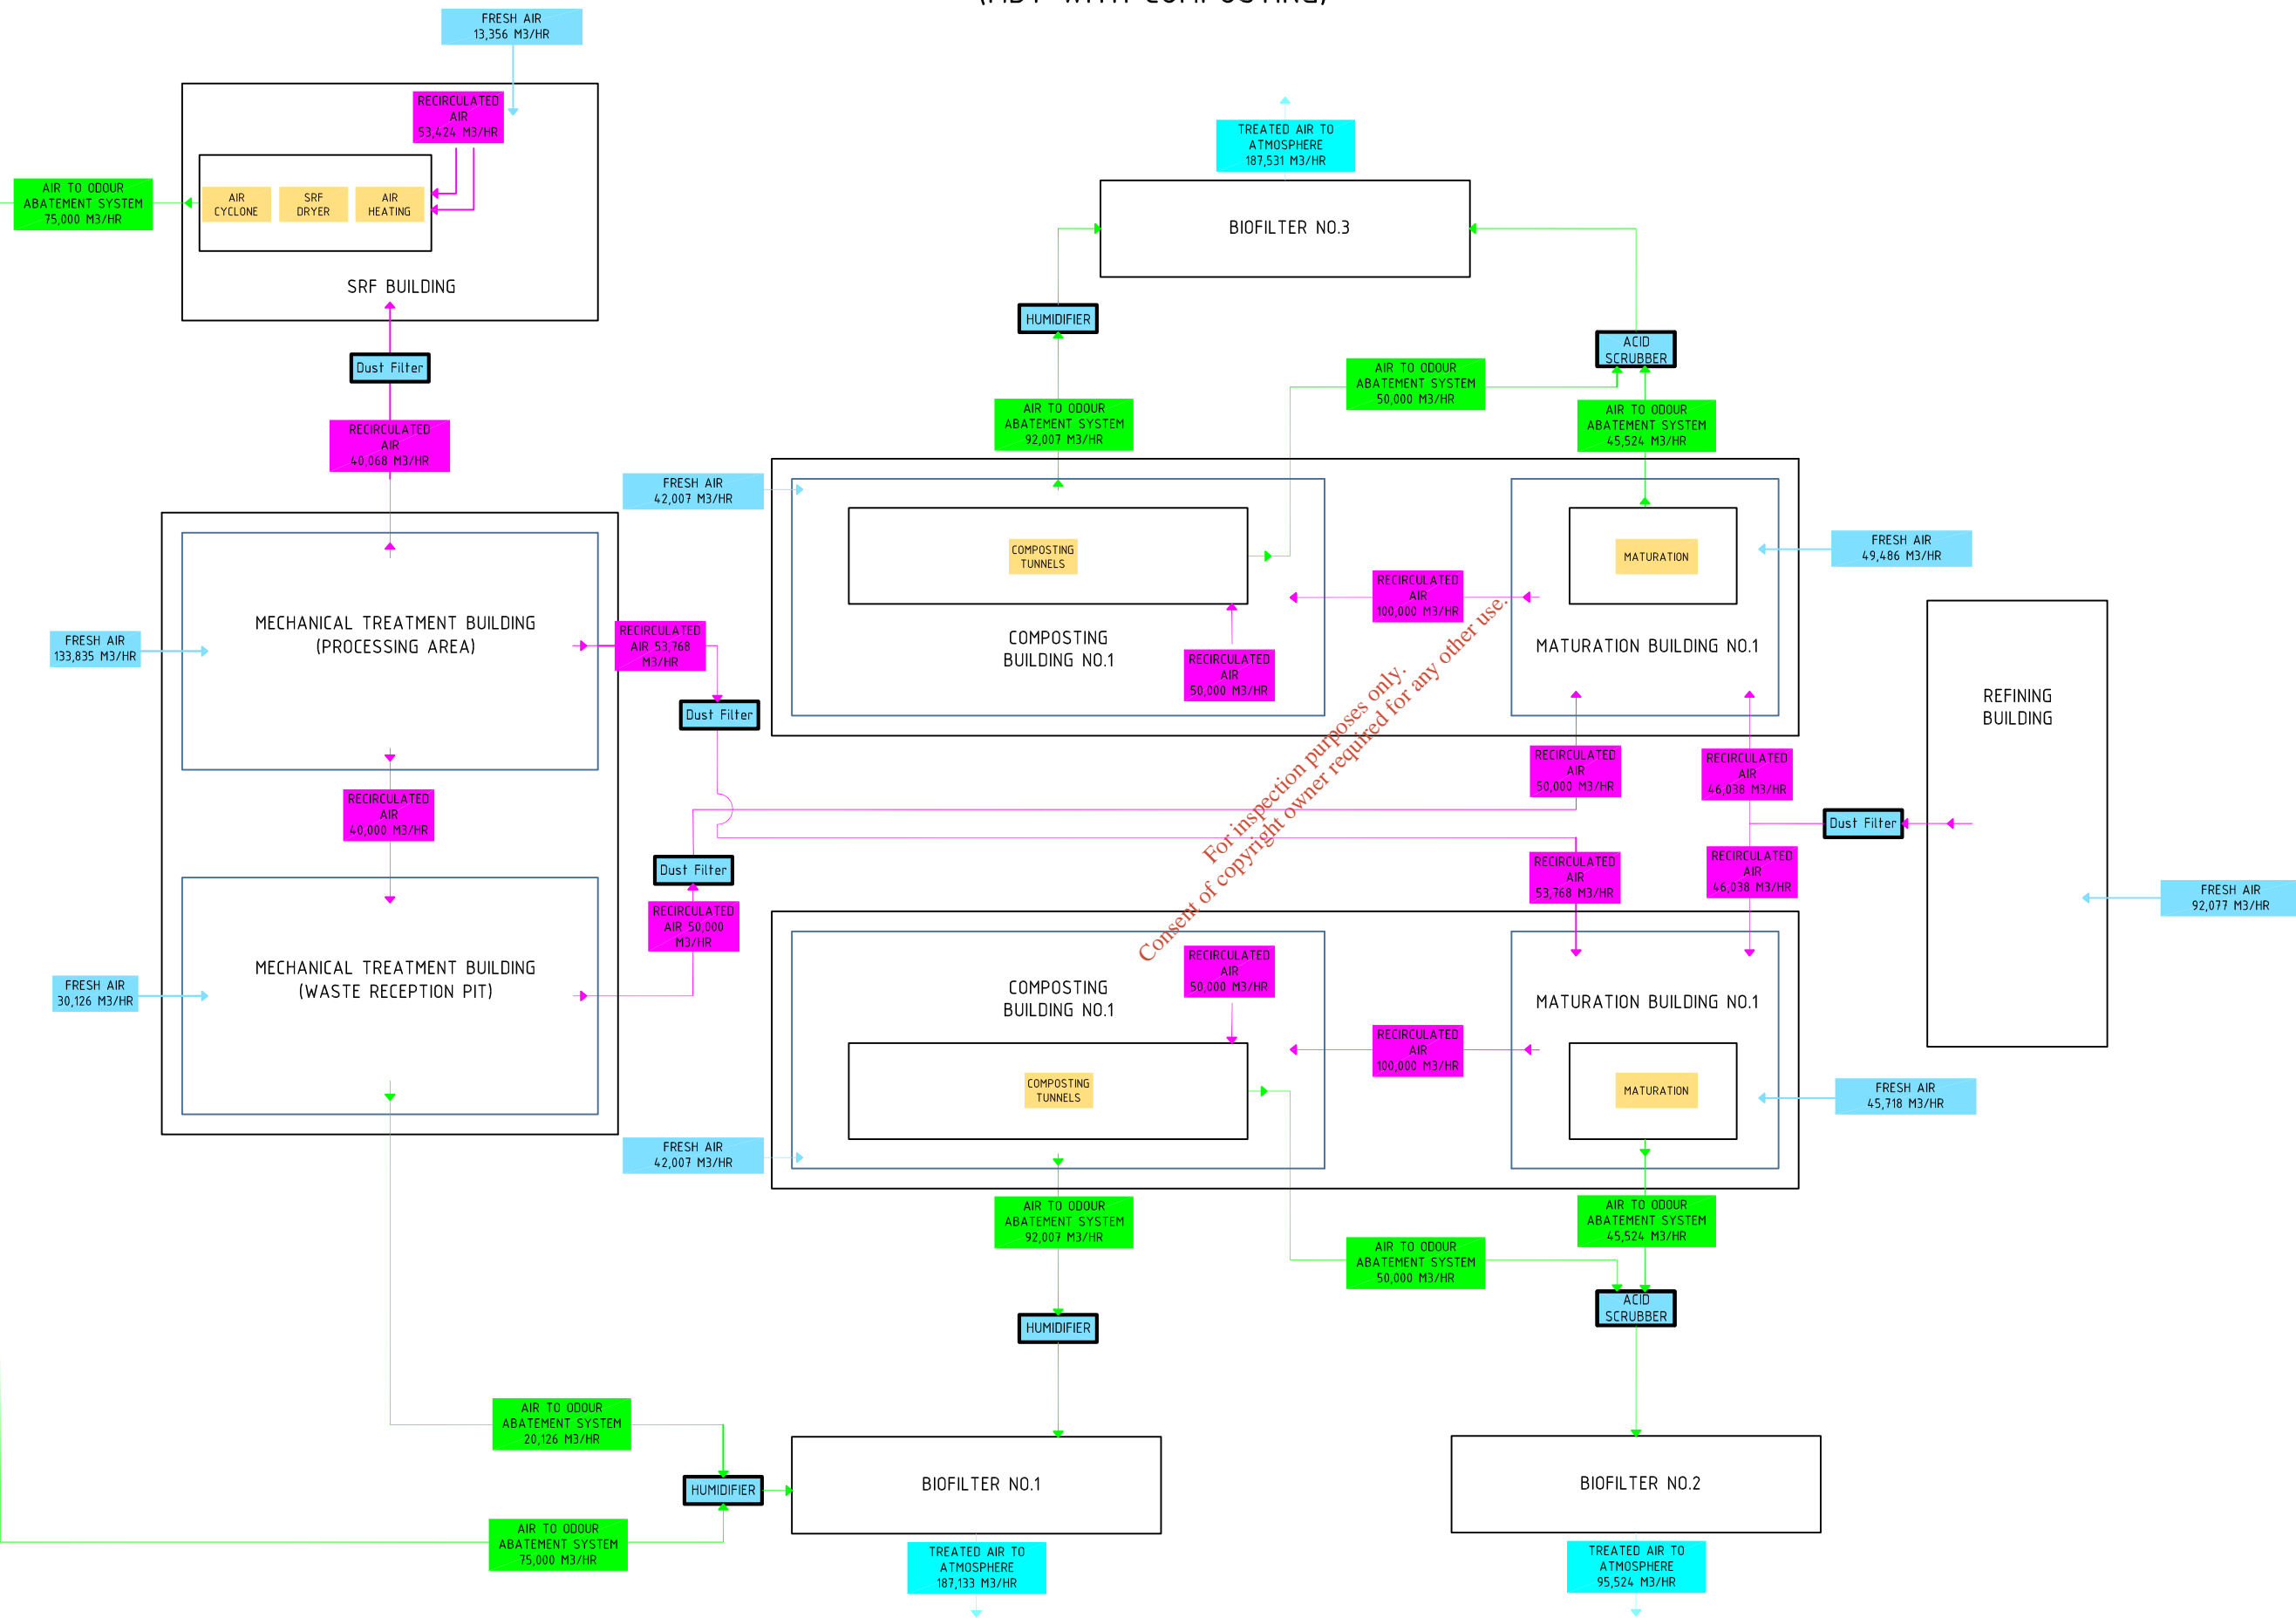 (MBT WITH COMPOSTING)
FRESH AIR
13,356 M3/HR
RECIRCULATED
AIR
53,424 M3/HR
AIR TO ODOUR
ABATEMENT SYSTEM
75,000 M3/HR
AIR
CYCLONE
SRF
DRYER
AIR
HEATING
SRF BUILDING
TREATED AIR TO
ATMOSPHERE
187,531 M3/HR
BIOFILTER NO.3
HUMIDIFIER
ACID
SCRUBBER
Dust Filter
AIR TO ODOUR
ABATEMENT SYSTEM
50,000 M3/HR
AIR TO ODOUR
ABATEMENT SYSTEM
92,007 M3/HR
AIR TO ODOUR
ABATEMENT SYSTEM
45,524 M3/HR
RECIRCULATED
AIR
40,068 M3/HR
FRESH AIR
42,007 M3/HR
COMPOSTING
TUNNELS
MATURATION
FRESH AIR
49,486 M3/HR
RECIRCULATED
AIR
100,000 M3/HR
MECHANICAL TREATMENT BUILDING
(PROCESSING AREA)
FRESH AIR
133,835 M3/HR
RECIRCULATED
AIR 53,768
M3/HR
COMPOSTING
BUILDING NO.1
RECIRCULATED
AIR
50,000 M3/HR
MATURATION BUILDING NO.1
REFINING
BUILDING
Dust Filter
RECIRCULATED
AIR
50,000 M3/HR
RECIRCULATED
AIR
46,038 M3/HR
RECIRCULATED
AIR
40,000 M3/HR
Dust Filter
Dust Filter
RECIRCULATED
AIR
53,768 M3/HR
RECIRCULATED
AIR
46,038 M3/HR
FRESH AIR
92,077 M3/HR
RECIRCULATED
AIR 50,000
M3/HR
For inspection purposes only.
Consent of copyright owner required for any other use.
MECHANICAL TREATMENT BUILDING
(WASTE RECEPTION PIT)
FRESH AIR
30,126 M3/HR
COMPOSTING
BUILDING NO.1
RECIRCULATED
AIR
50,000 M3/HR
MATURATION BUILDING NO.1
RECIRCULATED
AIR
100,000 M3/HR
COMPOSTING
TUNNELS
MATURATION
FRESH AIR
45,718 M3/HR
FRESH AIR
42,007 M3/HR
AIR TO ODOUR
ABATEMENT SYSTEM
92,007 M3/HR
AIR TO ODOUR
ABATEMENT SYSTEM
45,524 M3/HR
AIR TO ODOUR
ABATEMENT SYSTEM
50,000 M3/HR
HUMIDIFIER
ACID
SCRUBBER
AIR TO ODOUR
ABATEMENT SYSTEM
20,126 M3/HR
HUMIDIFIER
BIOFILTER NO.1
BIOFILTER NO.2
AIR TO ODOUR
ABATEMENT SYSTEM
75,000 M3/HR
TREATED AIR TO
ATMOSPHERE
187,133 M3/HR
TREATED AIR TO
ATMOSPHERE
95,524 M3/HR